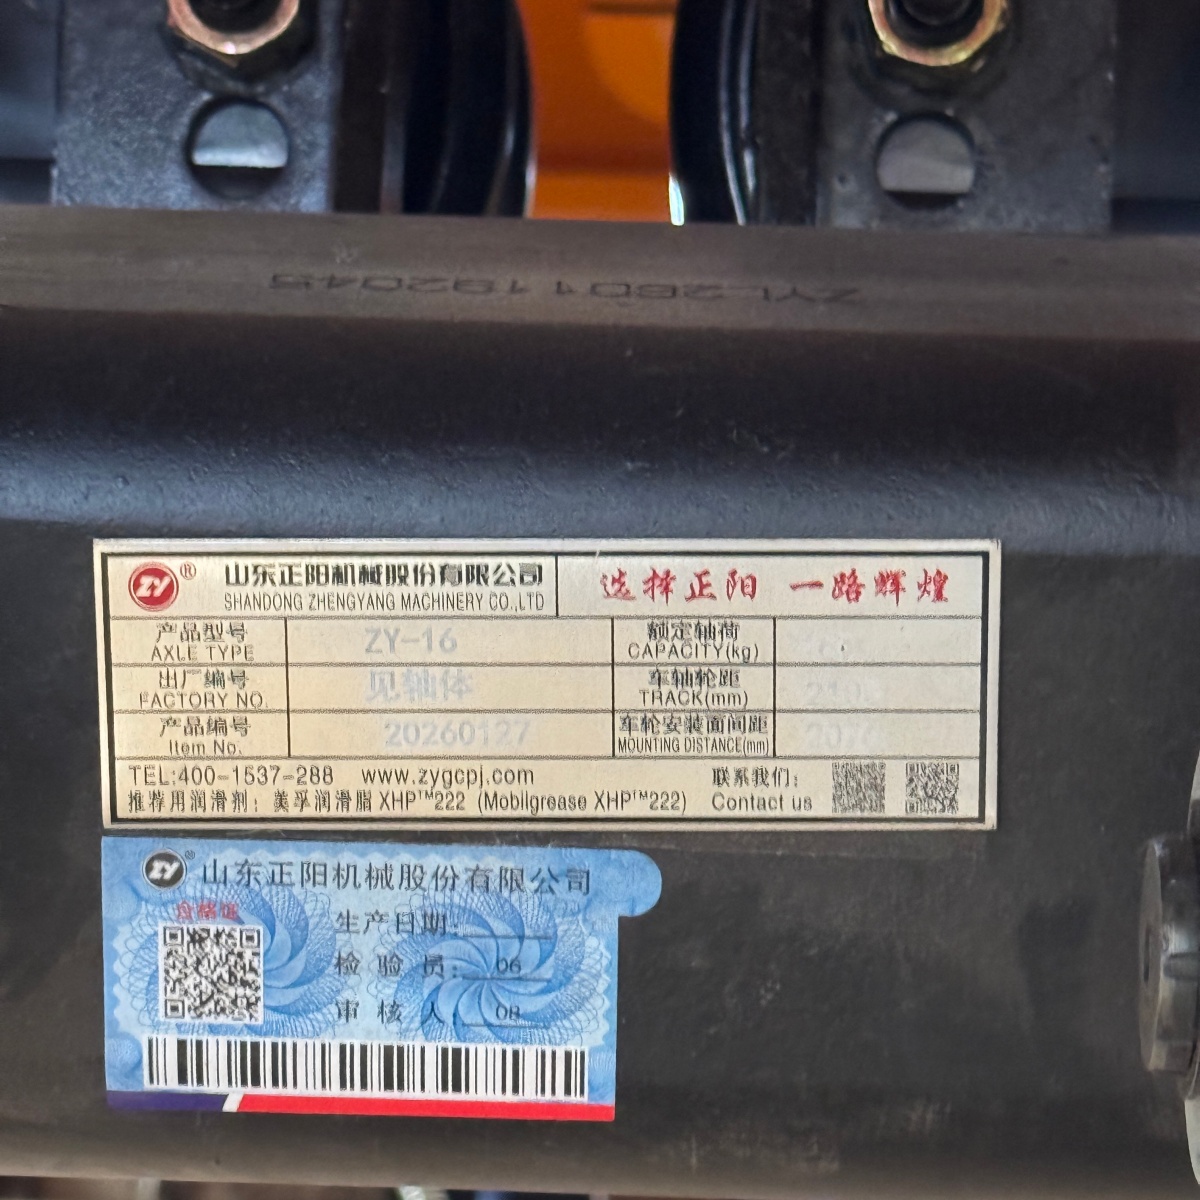 ZYL2601192045
ZY® 山东正阳机械股份有限公司
SHANDONG ZHENGYANG MACHINERY CO.,LTD
选择正阳 一路辉煌
产品型号 ZY-16 额定轴荷
AXLE TYPE CAPACITY(kg)
出厂编号 见轴体 车轴轮距
FACTORY NO. TRACK(mm)
产品编号 20260127 车轮安装面间距
Item No. MOUNTING DISTANCE(mm)
TEL:400-1537-288 www.zygcpj.com 联系我们:
推荐用润滑剂: 美孚润滑脂 XHP™222 (Mobilgrease XHP™222) Contact us
ZY® 山东正阳机械股份有限公司
合格证
生产日期:
检 验 员: 06
审 核 人: 08